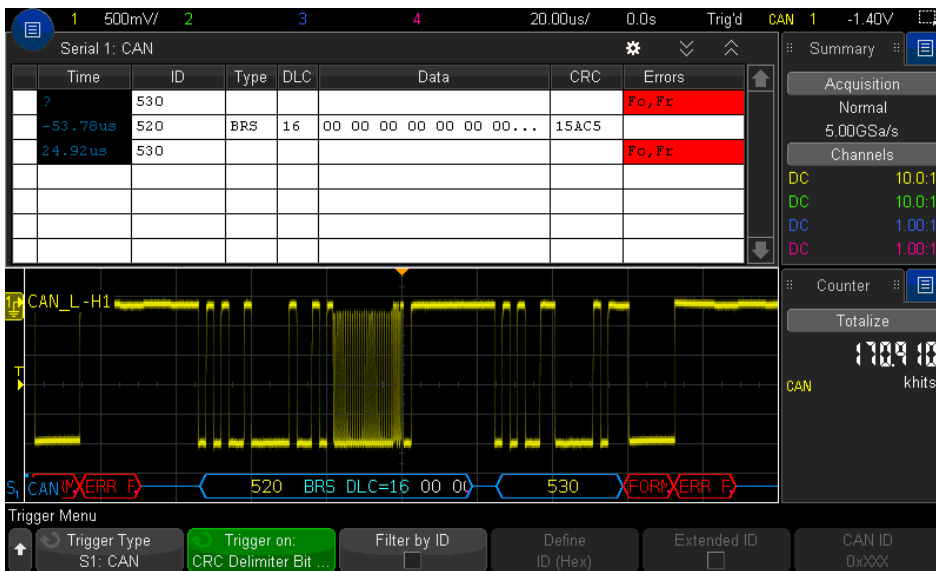 1 500mV/ 2 3 4 20.00us/ 0.0s Trig'd CAN 1 -1.40V
Serial 1: CAN
Time ID Type DLC Data CRC Errors
? 530 Fo,Fr
-53.78us 520 BRS 16 00 00 00 00 00 00 00... 15AC5
24.92us 530 Fo,Fr
Summary
Acquisition
Normal
5.00GSa/s
Channels
DC 10.0:1
DC 10.0:1
DC 1.00:1
DC 1.00:1
Counter
Totalize
170.910
CAN khits
1 CAN_L-H1
T
S1 CAN ERR F 520 BRS DLC=16 00 00 530 FORM ERR F
Trigger Menu
Trigger Type
S1: CAN
Trigger on:
CRC Delimiter Bit ...
Filter by ID
Define
ID (Hex)
Extended ID
CAN ID
0xXXX